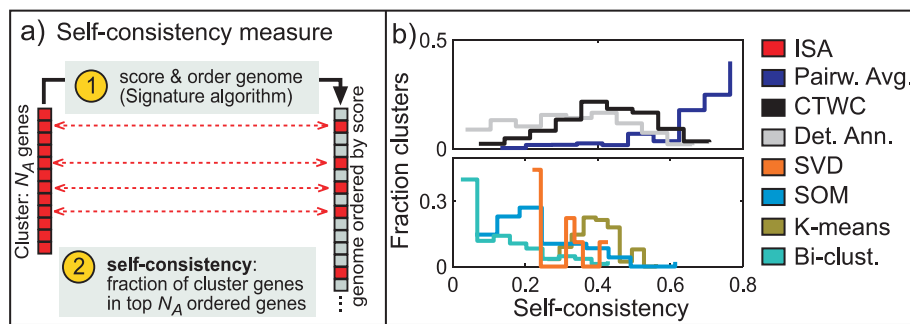 a) Self-consistency measure
1
score & order genome
(Signature algorithm)
Cluster: N_A genes
genome ordered by score
2
self-consistency:
fraction of cluster genes
in top N_A ordered genes
b)
Fraction clusters
0.5
0
0.3
0
0 0.2 0.4 0.6 0.8
Self-consistency
ISA
Pairw. Avg.
CTWC
Det. Ann.
SVD
SOM
K-means
Bi-clust.